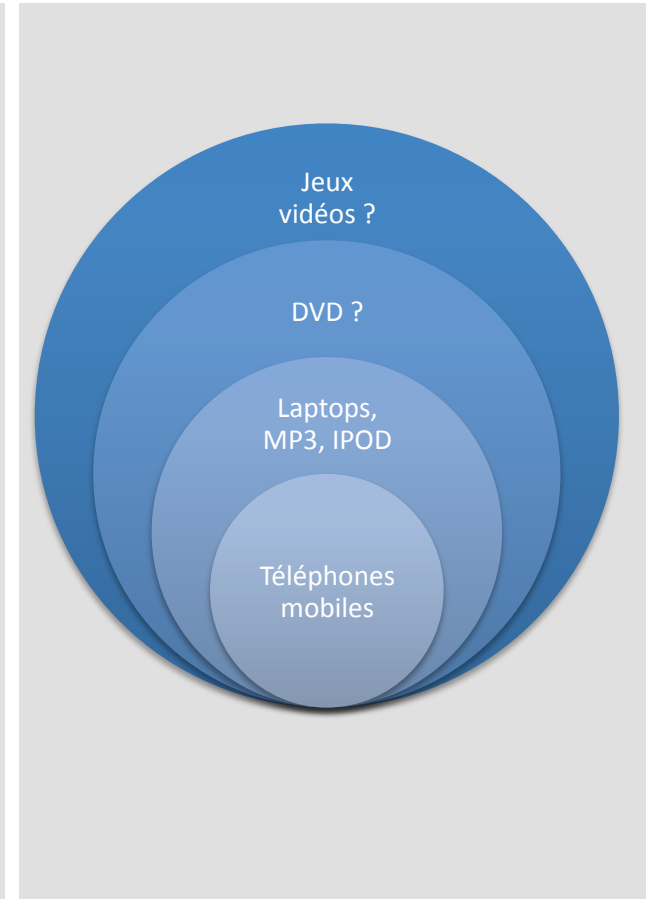 Jeux
vidéos ?
DVD ?
Laptops,
MP3, IPOD
Téléphones
mobiles